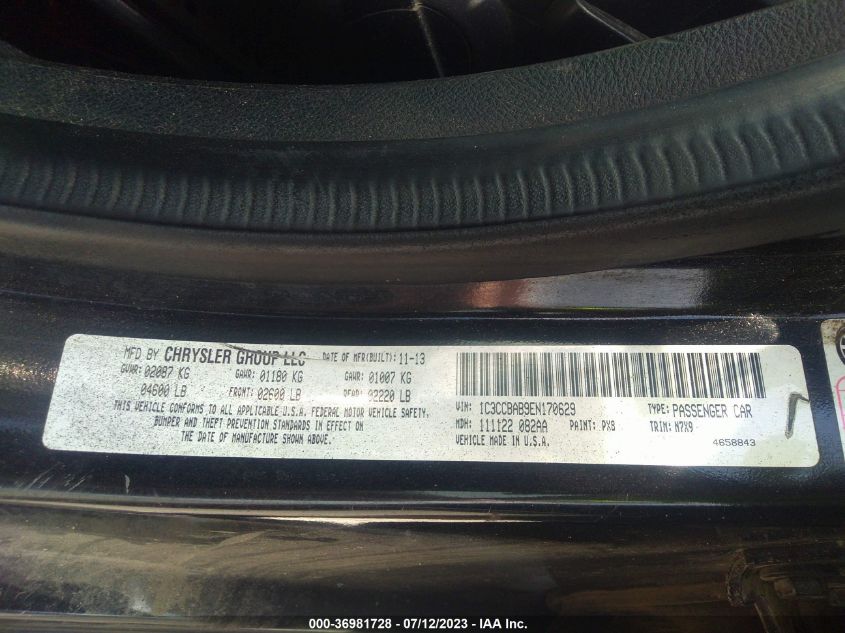 MFD BY CHRYSLER GROUP LLC DATE OF MFR(BUILT): 11-13
GVWR: 02087 KG GAWR: 01180 KG GAWR: 01007 KG
04600 LB FRONT: 02600 LB REAR: 02220 LB
THIS VEHICLE CONFORMS TO ALL APPLICABLE U.S.A. FEDERAL MOTOR VEHICLE SAFETY,
BUMPER AND THEFT PREVENTION STANDARDS IN EFFECT ON
THE DATE OF MANUFACTURE SHOWN ABOVE.
VIN: 1C3CCBAB9EN170629 TYPE: PASSENGER CAR
MDH: 111122 082AA PAINT: PX8 TRIM: N7X9
VEHICLE MADE IN U.S.A. 4658843
000-36981728 - 07/12/2023 - © IAA Inc.